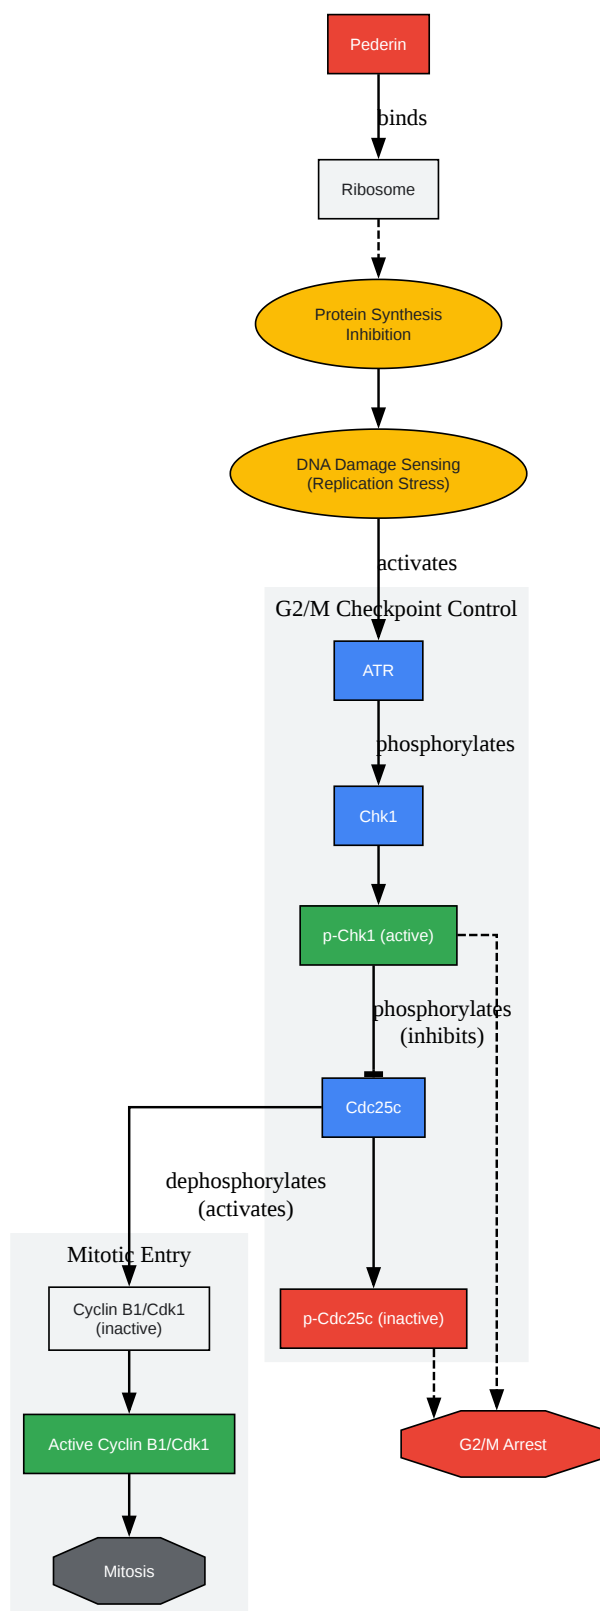 Pederin
binds
Ribosome
Protein Synthesis
Inhibition
DNA Damage Sensing
(Replication Stress)
activates
G2/M Checkpoint Control
ATR
phosphorylates
Chk1
p-Chk1 (active)
phosphorylates
(inhibits)
Cdc25c
dephosphorylates
(activates)
Mitotic Entry
Cyclin B1/Cdk1
(inactive)
p-Cdc25c (inactive)
Active Cyclin B1/Cdk1
G2/M Arrest
Mitosis